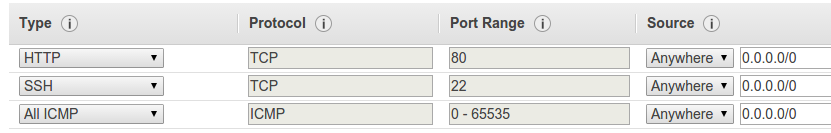 Type i Protocol i Port Range i Source i
HTTP TCP 80 Anywhere 0.0.0.0/0
SSH TCP 22 Anywhere 0.0.0.0/0
All ICMP ICMP 0 - 65535 Anywhere 0.0.0.0/0